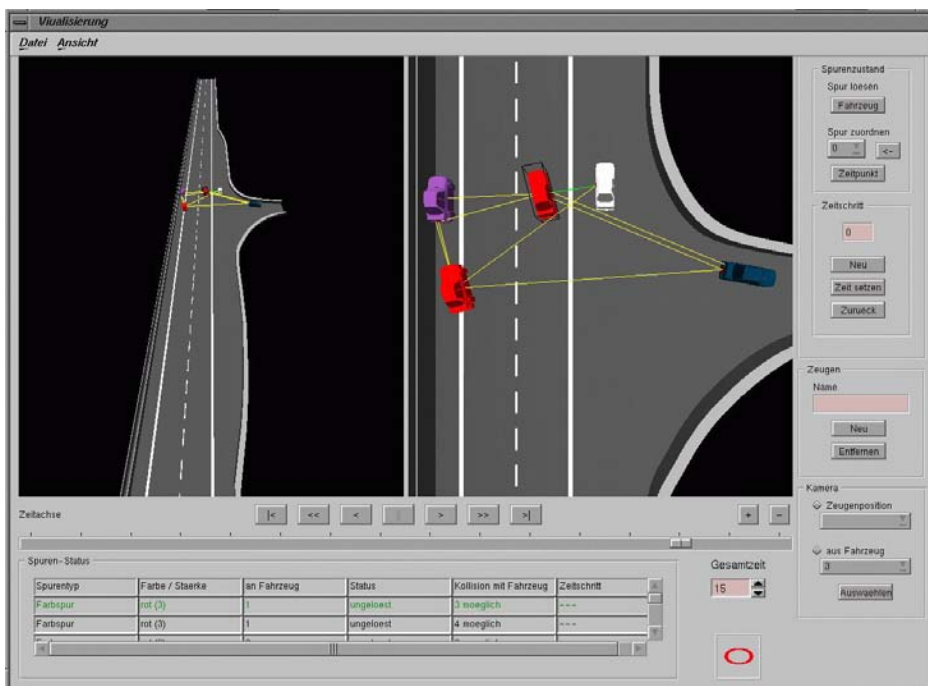 Viualisierung
Datei Ansicht
Spurenzustand
Spur loesen
Fahrzeug
Spur zuordnen
0 <-
Zeitpunkt
Zeitschritt
0
Neu
Zeit setzen
Zurueck
Zeugen
Name
Neu
Entfernen
Kamera
Zeugenposition
aus Fahrzeug
3
Auswaehlen
Zeitachse |< << < || > >> >| + -
Spuren-Status
Spurentyp Farbe / Staerke an Fahrzeug Status Kollision mit Fahrzeug Zeitschritt
Farbspur rot (3) 1 ungeloest 3 moeglich ---
Farbspur rot (3) 1 ungeloest 4 moeglich ---
Gesamtzeit
15